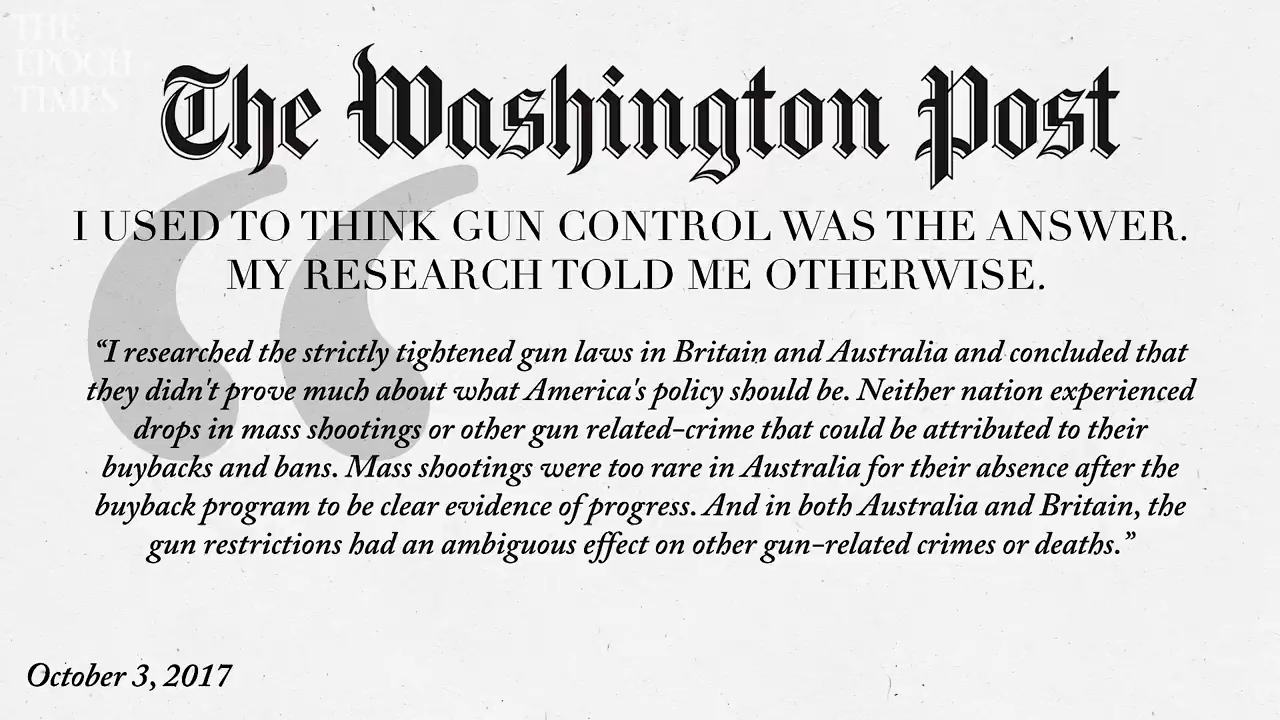 THE
EPOCH
TIMES
The Washington Post
I USED TO THINK GUN CONTROL WAS THE ANSWER.
MY RESEARCH TOLD ME OTHERWISE.
“I researched the strictly tightened gun laws in Britain and Australia and concluded that
they didn't prove much about what America's policy should be. Neither nation experienced
drops in mass shootings or other gun related-crime that could be attributed to their
buybacks and bans. Mass shootings were too rare in Australia for their absence after the
buyback program to be clear evidence of progress. And in both Australia and Britain, the
gun restrictions had an ambiguous effect on other gun-related crimes or deaths.”
October 3, 2017